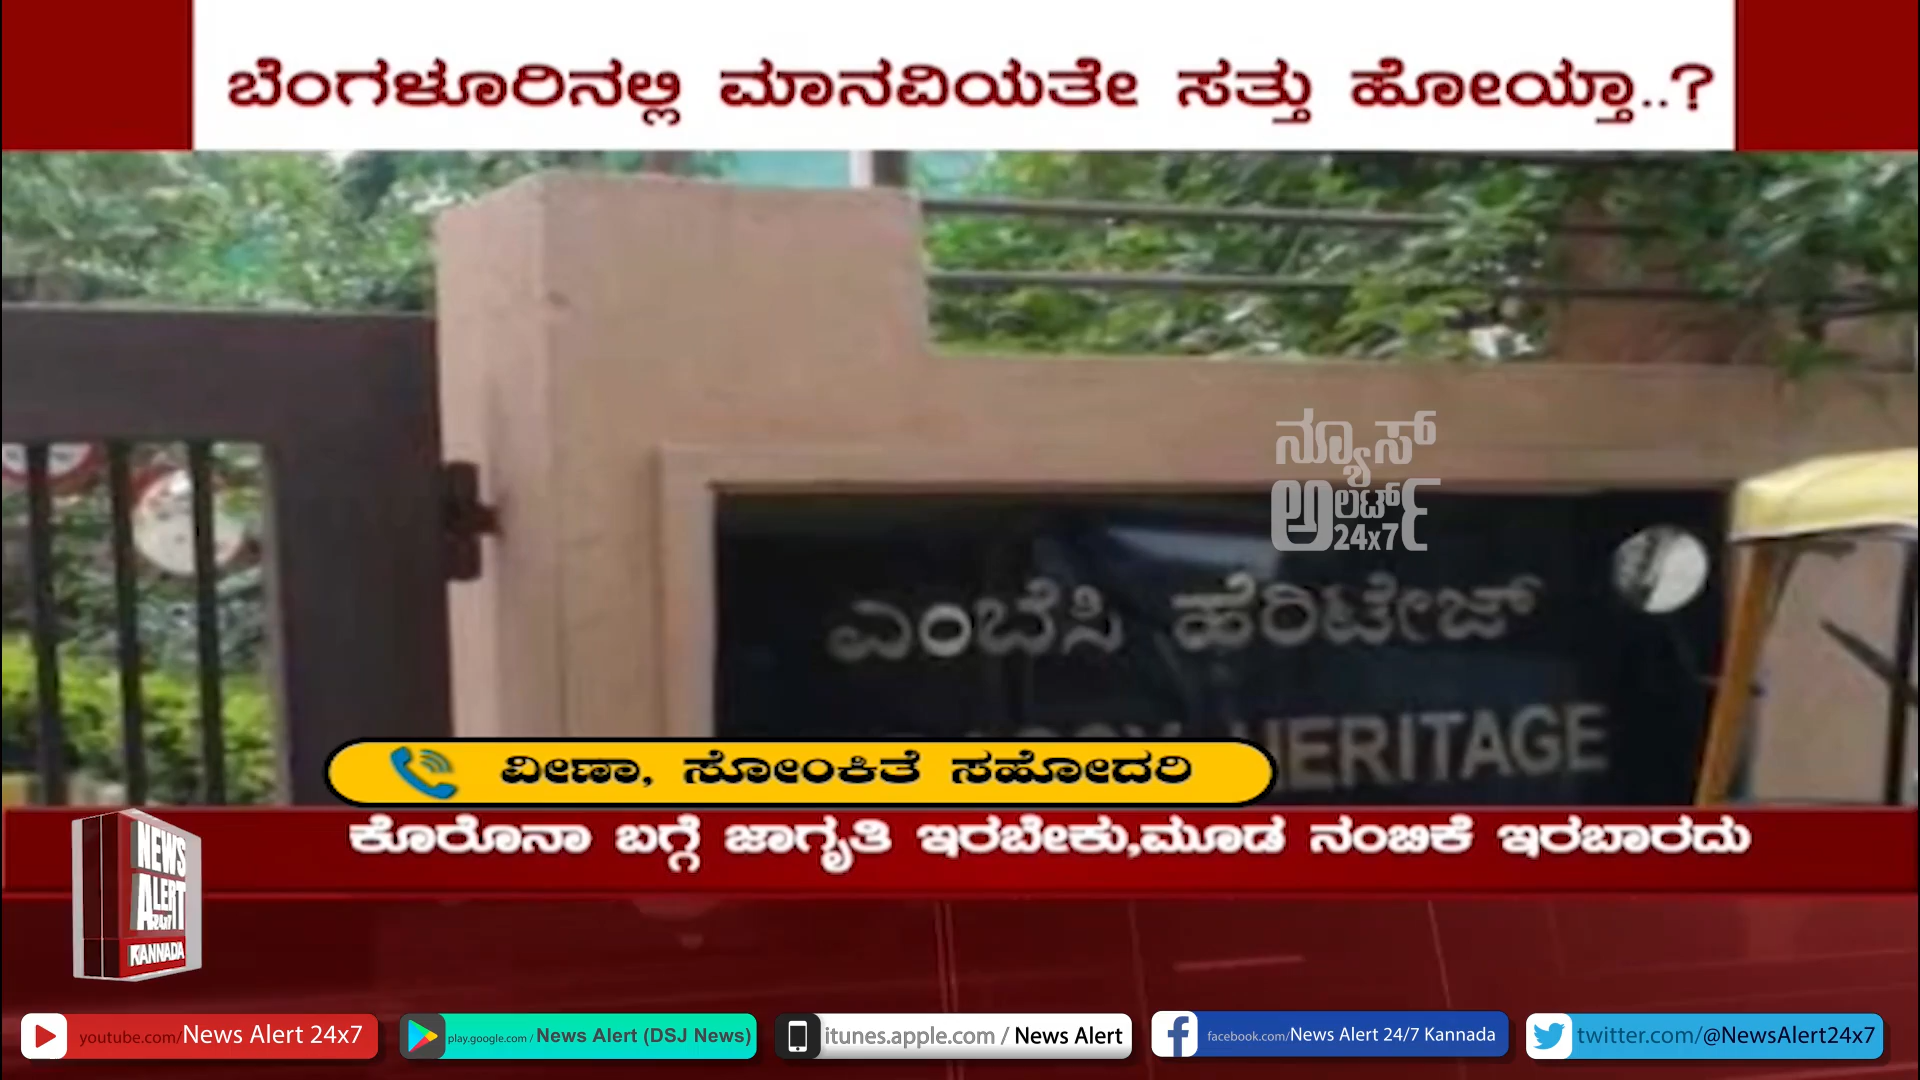 ಬೆಂಗಳೂರಿನಲ್ಲಿ ಮಾನವಿಯತೇ ಸತ್ತು ಹೋಯ್ತಾ..?
ನ್ಯೂಸ್
ಅಲರ್ಟ್
24x7
ಎಂಬೆಸಿ ಹೆರಿಟೇಜ್
HERITAGE
ವೀಣಾ, ಸೋಂಕಿತೆ ಸಹೋದರಿ
ಕೊರೊನಾ ಬಗ್ಗೆ ಜಾಗೃತಿ ಇರಬೇಕು,ಮೂಡ ನಂಬಿಕೆ ಇರಬಾರದು
NEWS
ALERT
24x7
KANNADA
youtube.com/News Alert 24x7
play.google.com / News Alert (DSJ News)
itunes.apple.com / News Alert
facebook.com/News Alert 24/7 Kannada
twitter.com/@NewsAlert24x7